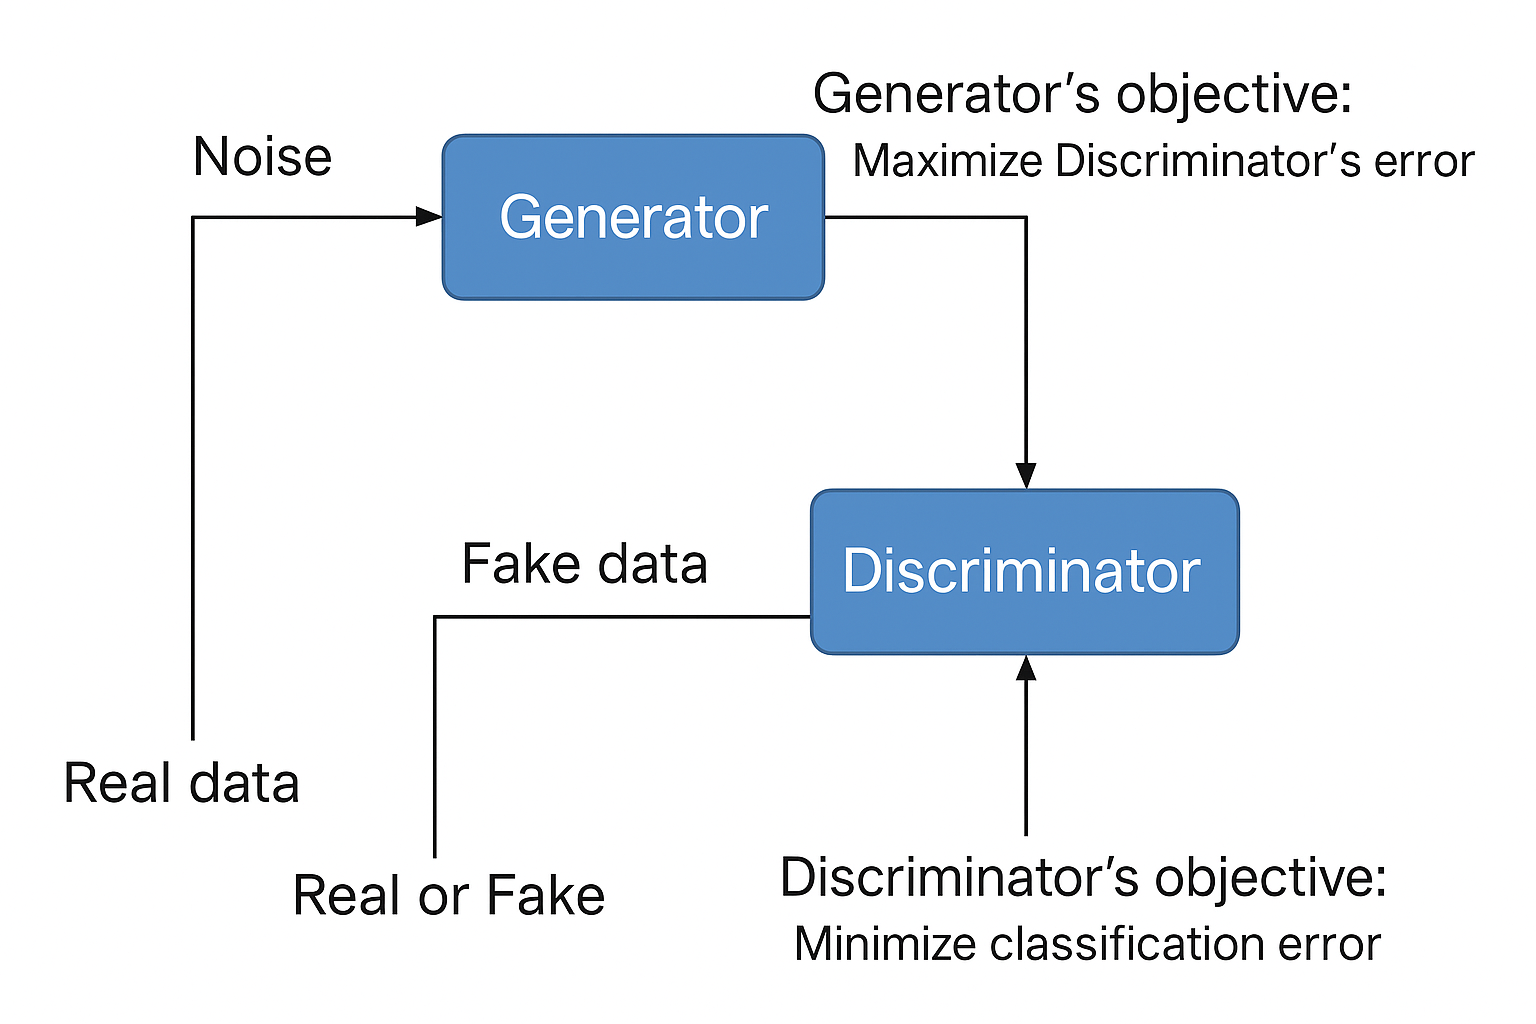 Generator’s objective:
Maximize Discriminator’s error
Noise
Generator
Fake data
Discriminator
Real data
Real or Fake
Discriminator’s objective:
Minimize classification error